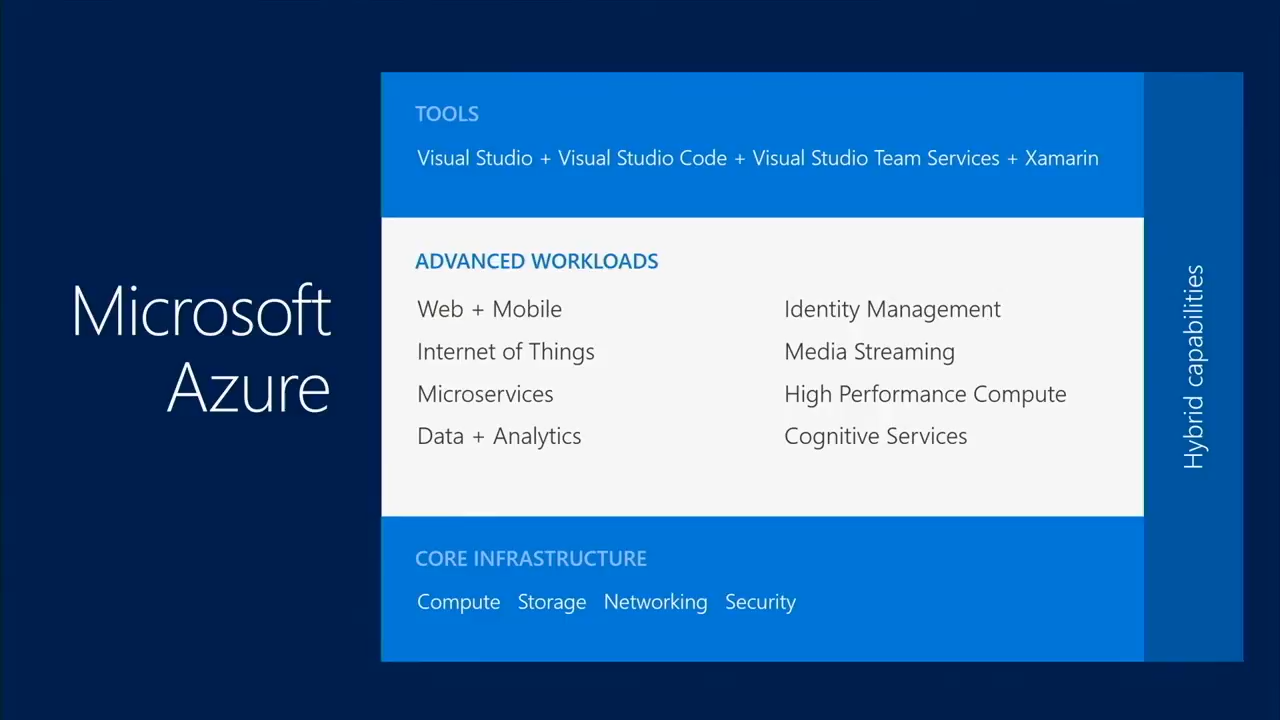 Microsoft
Azure
TOOLS
Visual Studio + Visual Studio Code + Visual Studio Team Services + Xamarin
ADVANCED WORKLOADS
Web + Mobile
Internet of Things
Microservices
Data + Analytics
Identity Management
Media Streaming
High Performance Compute
Cognitive Services
CORE INFRASTRUCTURE
Compute Storage Networking Security
Hybrid capabilities